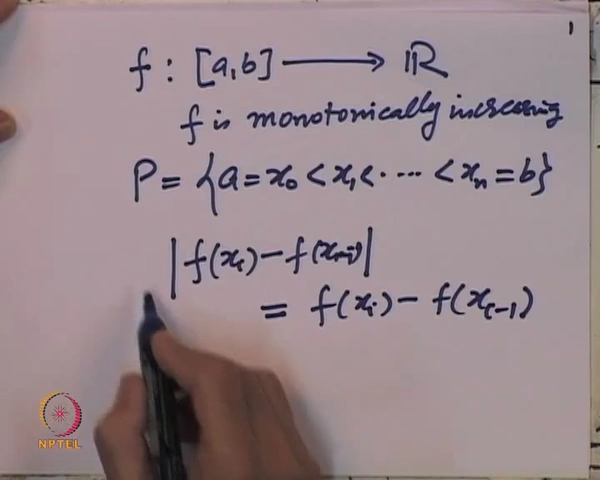 1
f : [a,b] ⟶ ℝ
f is monotonically increasing
P = {a = x₀ < x₁ < ···· < xₙ = b}
|f(xᵢ) − f(xᵢ₋₁)|
= f(xᵢ) − f(xᵢ₋₁)
NPTEL